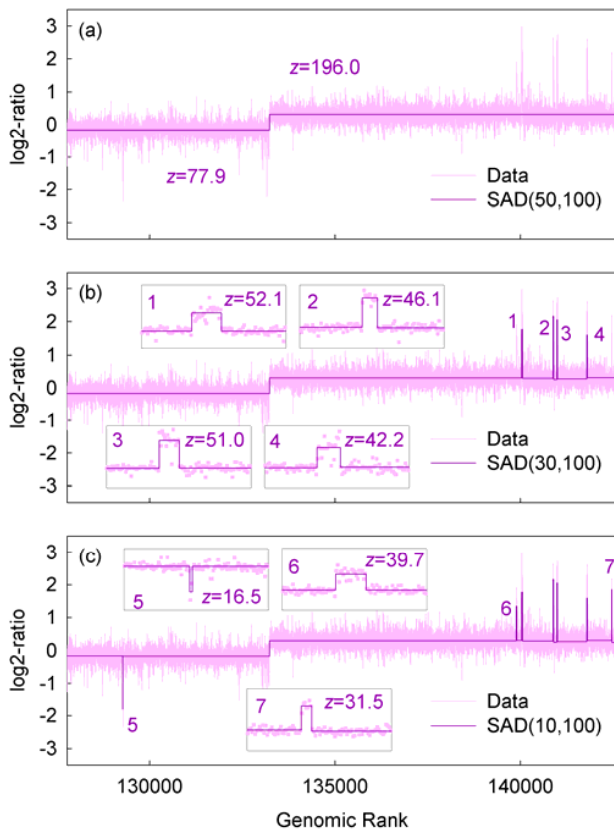 (a)
3
2
1
0
-1
-2
-3
log2-ratio
z=196.0
z=77.9
Data
SAD(50,100)
(b)
3
2
1
0
-1
-2
-3
log2-ratio
1 z=52.1
2 z=46.1
1 2 3 4
3 z=51.0
4 z=42.2
Data
SAD(30,100)
(c)
3
2
1
0
-1
-2
-3
log2-ratio
5 z=16.5
6 z=39.7
6 7
5
7 z=31.5
Data
SAD(10,100)
130000 135000 140000
Genomic Rank